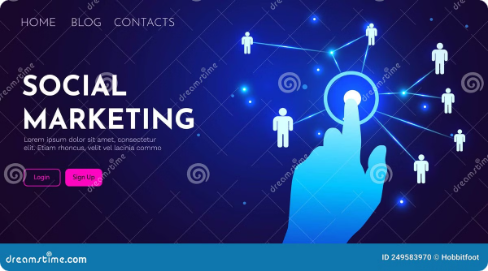 HOME BLOG CONTACTS
SOCIAL
MARKETING
Lorem ipsum dolor sit amet, consectetur
elit. Etiam rhoncus, velit vel lacinia commo
Login Sign Up
dreamstime.com
ID 249583970 © Hobbitfoot